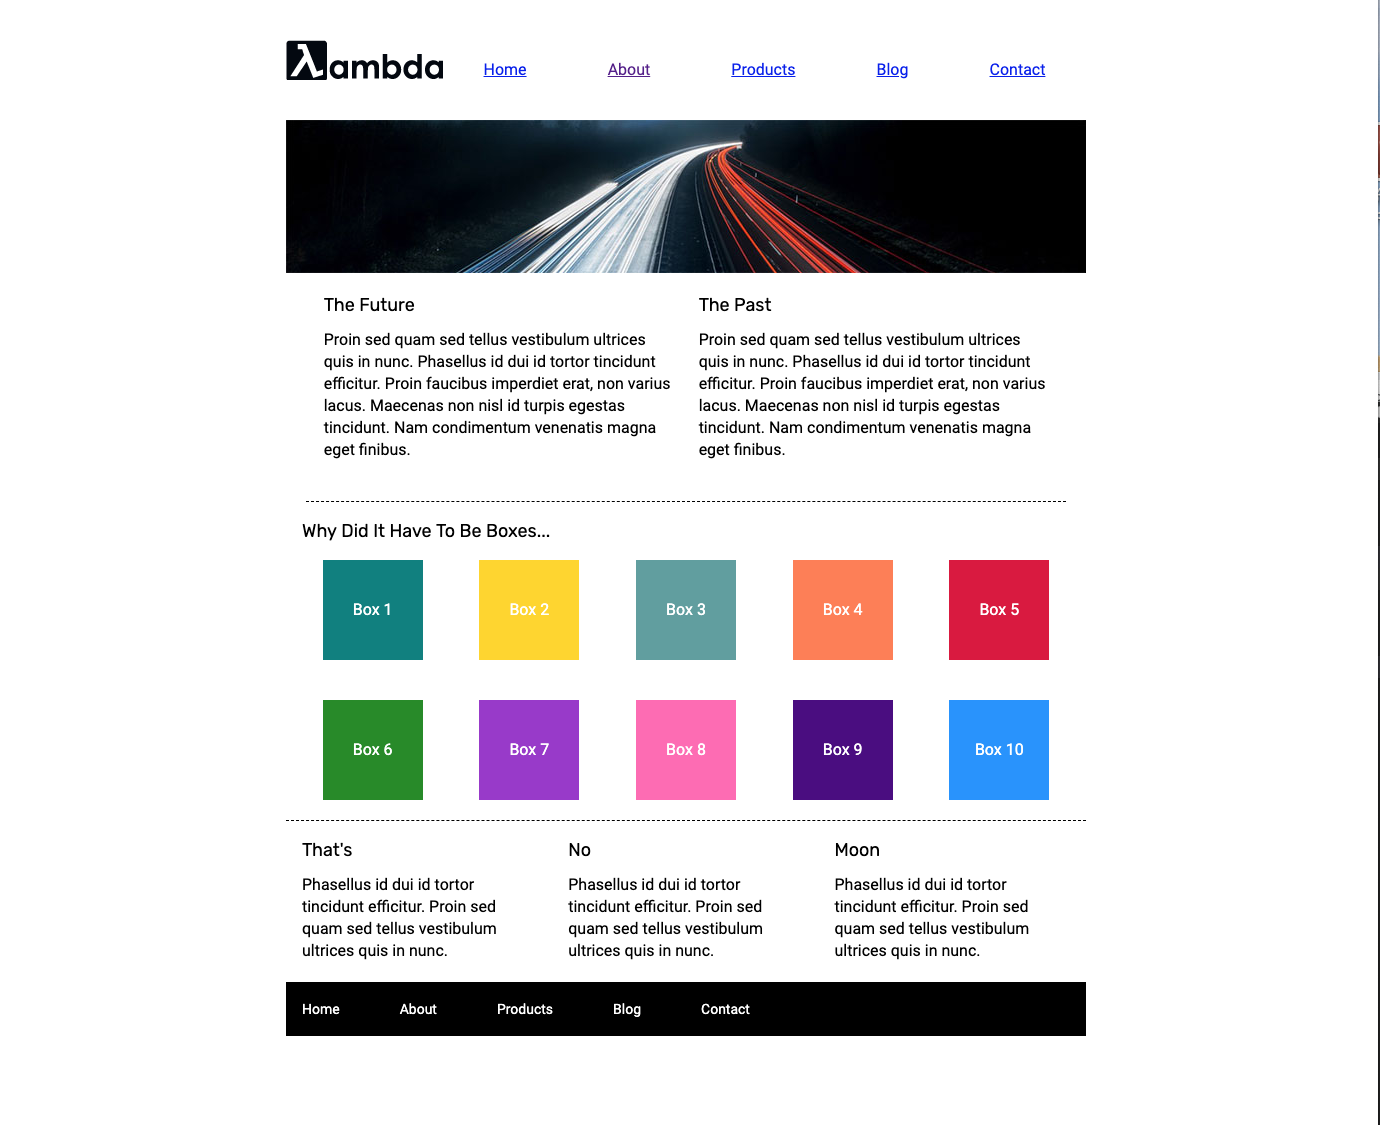 λambda
Home About Products Blog Contact
The Future
Proin sed quam sed tellus vestibulum ultrices
quis in nunc. Phasellus id dui id tortor tincidunt
efficitur. Proin faucibus imperdiet erat, non varius
lacus. Maecenas non nisl id turpis egestas
tincidunt. Nam condimentum venenatis magna
eget finibus.
The Past
Proin sed quam sed tellus vestibulum ultrices
quis in nunc. Phasellus id dui id tortor tincidunt
efficitur. Proin faucibus imperdiet erat, non varius
lacus. Maecenas non nisl id turpis egestas
tincidunt. Nam condimentum venenatis magna
eget finibus.
Why Did It Have To Be Boxes...
Box 1 Box 2 Box 3 Box 4 Box 5
Box 6 Box 7 Box 8 Box 9 Box 10
That's
Phasellus id dui id tortor
tincidunt efficitur. Proin sed
quam sed tellus vestibulum
ultrices quis in nunc.
No
Phasellus id dui id tortor
tincidunt efficitur. Proin sed
quam sed tellus vestibulum
ultrices quis in nunc.
Moon
Phasellus id dui id tortor
tincidunt efficitur. Proin sed
quam sed tellus vestibulum
ultrices quis in nunc.
Home About Products Blog Contact